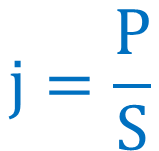 j = P/S